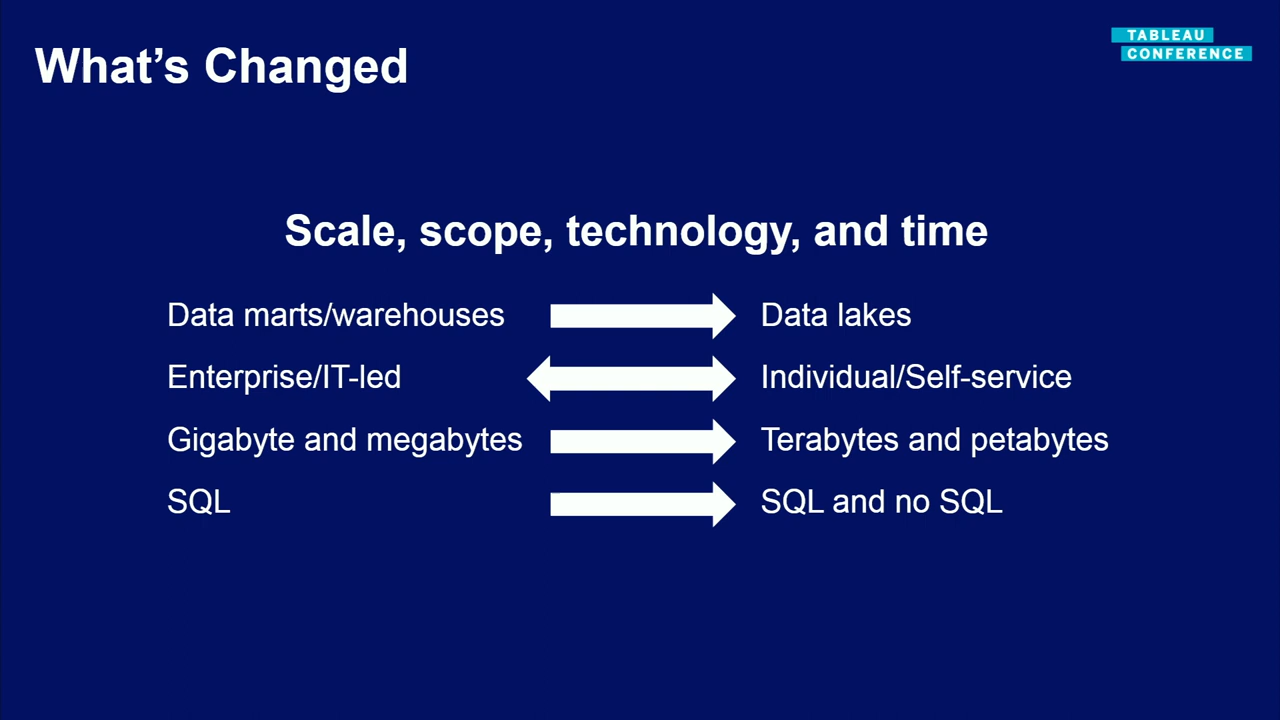 What's Changed
TABLEAU
CONFERENCE
Scale, scope, technology, and time
Data marts/warehouses Data lakes
Enterprise/IT-led Individual/Self-service
Gigabyte and megabytes Terabytes and petabytes
SQL SQL and no SQL